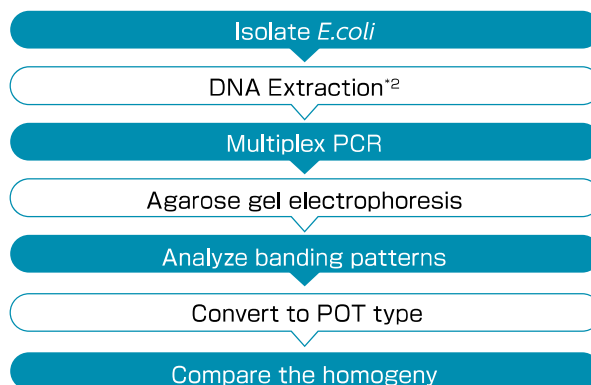 Isolate E.coli
DNA Extraction*2
Multiplex PCR
Agarose gel electrophoresis
Analyze banding patterns
Convert to POT type
Compare the homogeny